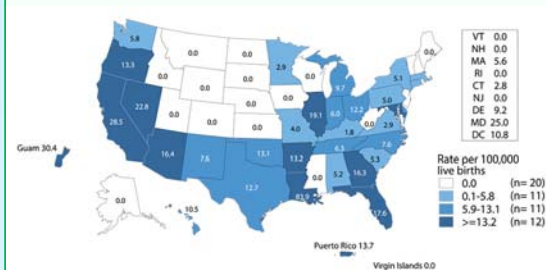 0.0
5.8
0.0
0.0
2.9
13.3
0.0
0.0
0.0
0.0
9.7
5.1
0.0
0.0
5.0
22.8
0.0
0.0
19.1
6.0
12.2
0.0
28.5
0.0
4.0
1.8
2.9
Guam 30.4
16.4
7.6
13.1
13.2
6.5
7.6
5.3
12.7
0.0
5.2
16.3
0.0
10.5
17.6
Puerto Rico 13.7
Virgin Islands 0.0
VT 0.0
NH 0.0
MA 5.6
RI 0.0
CT 2.8
NJ 0.0
DE 9.2
MD 25.0
DC 10.8
Rate per 100,000
live births
0.0 (n= 20)
0.1-5.8 (n= 11)
5.9-13.1 (n= 11)
>=13.2 (n= 12)